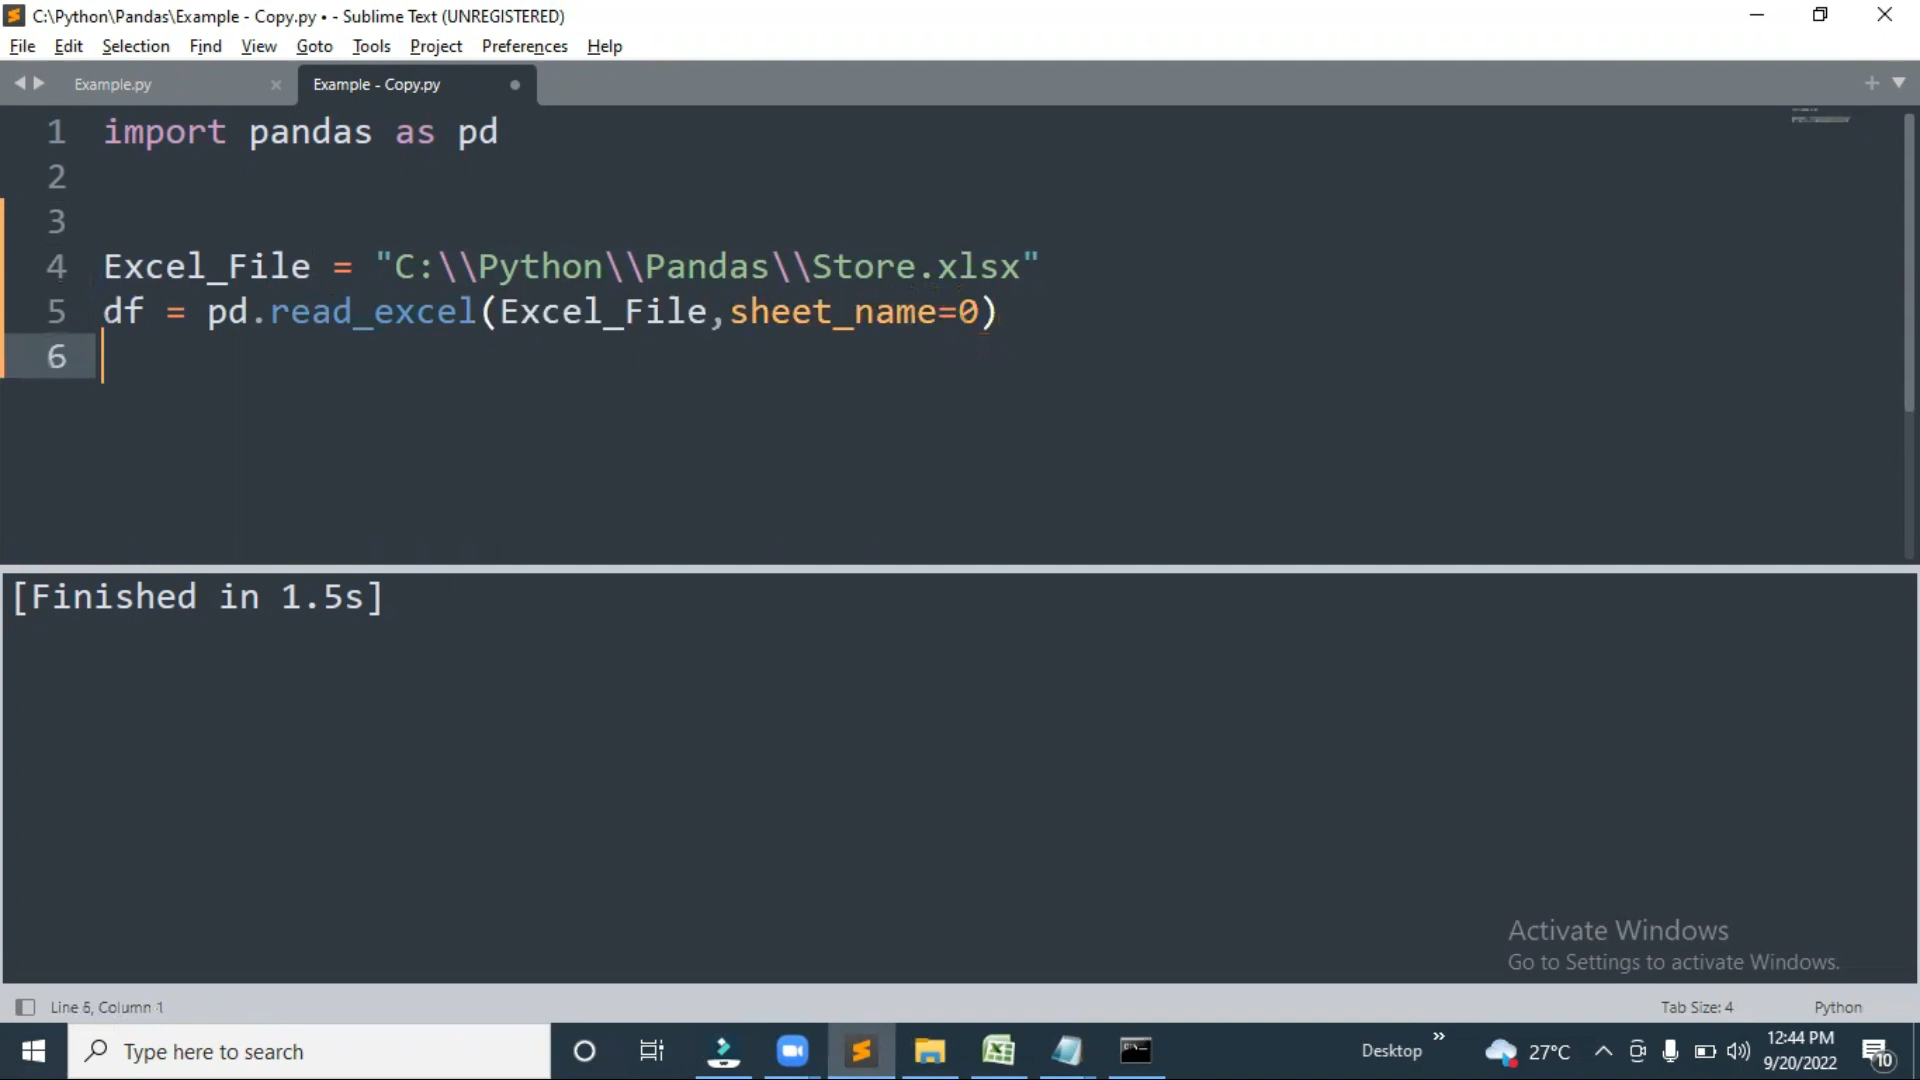 C:\Python\Pandas\Example - Copy.py • - Sublime Text (UNREGISTERED)
File Edit Selection Find View Goto Tools Project Preferences Help
Example.py
Example - Copy.py
1 import pandas as pd
2
3
4 Excel_File = "C:\\Python\\Pandas\\Store.xlsx"
5 df = pd.read_excel(Excel_File,sheet_name=0)
6
[Finished in 1.5s]
Activate Windows
Go to Settings to activate Windows.
Column 1
Tab Size: 4
Python
Type here to search
Desktop
27°C
12:44 PM
9/20/2022
10